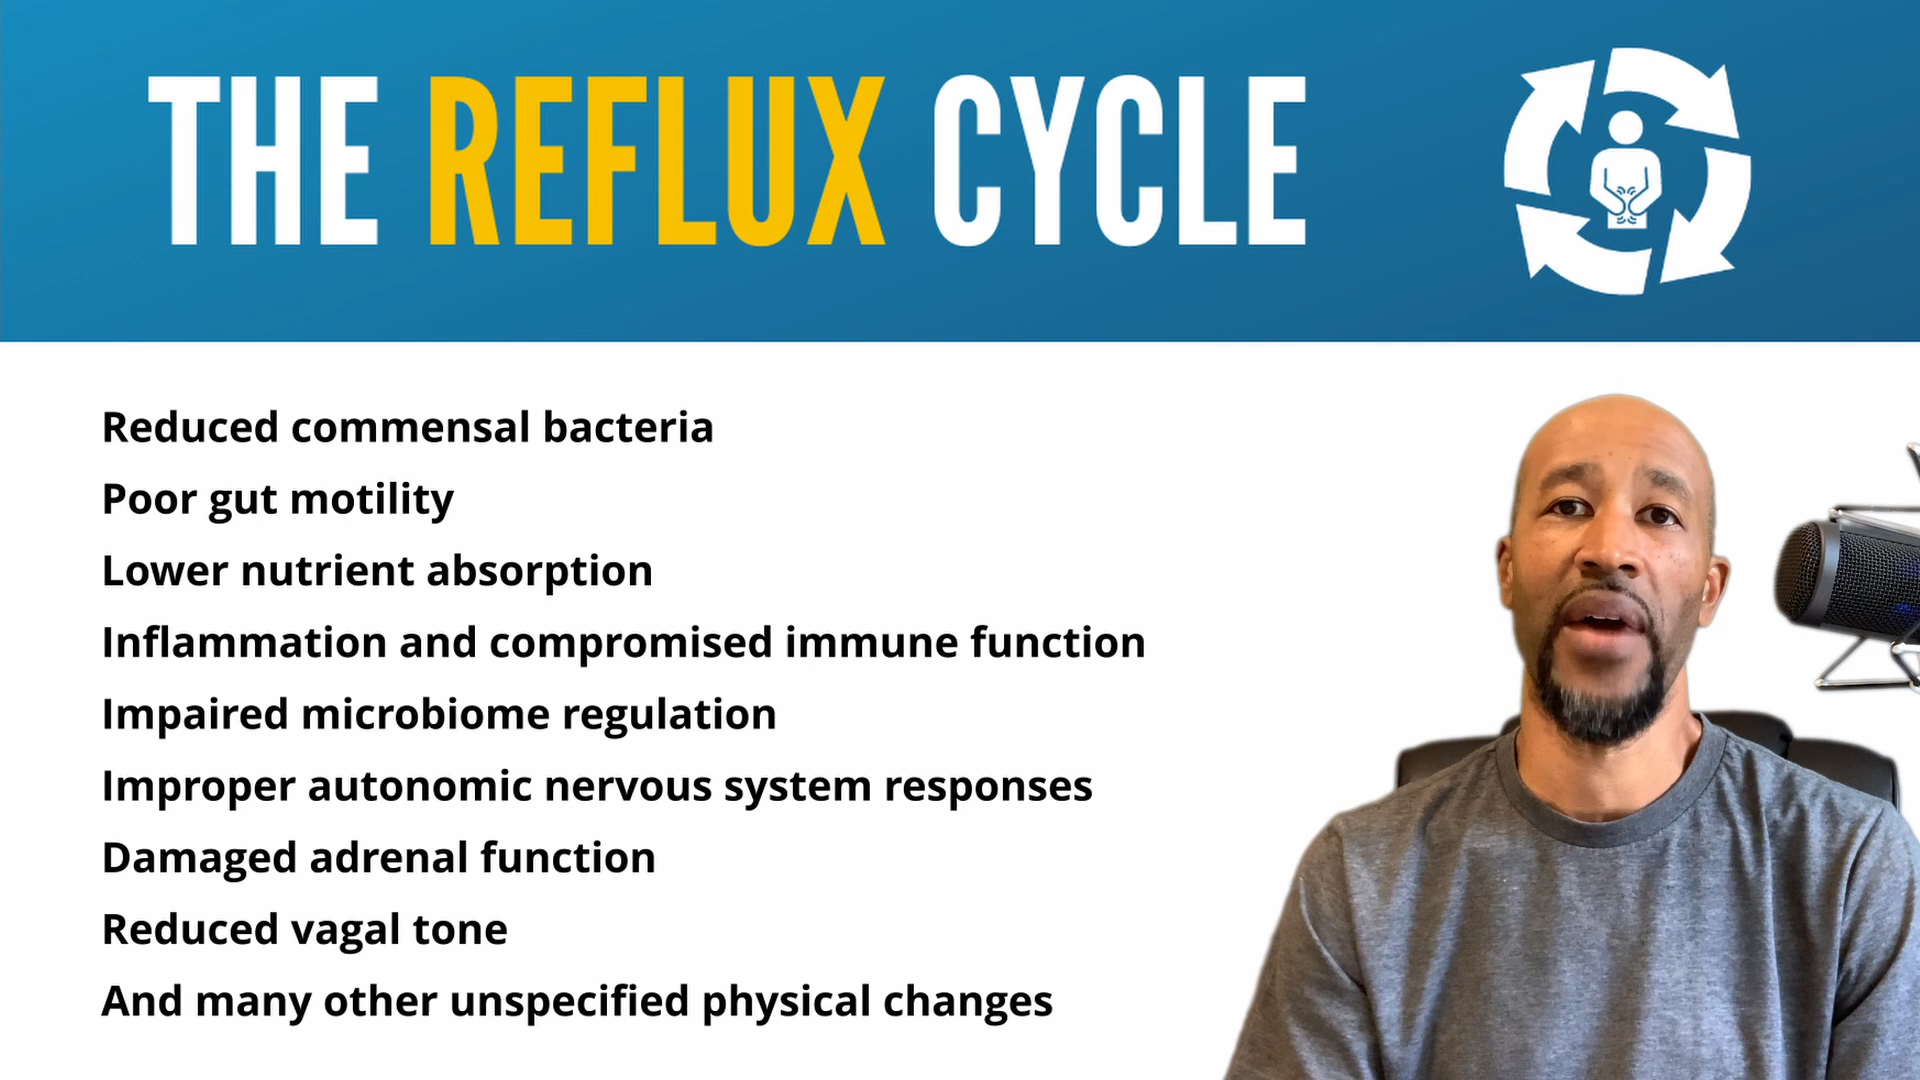 THE REFLUX CYCLE
Reduced commensal bacteria
Poor gut motility
Lower nutrient absorption
Inflammation and compromised immune function
Impaired microbiome regulation
Improper autonomic nervous system responses
Damaged adrenal function
Reduced vagal tone
And many other unspecified physical changes